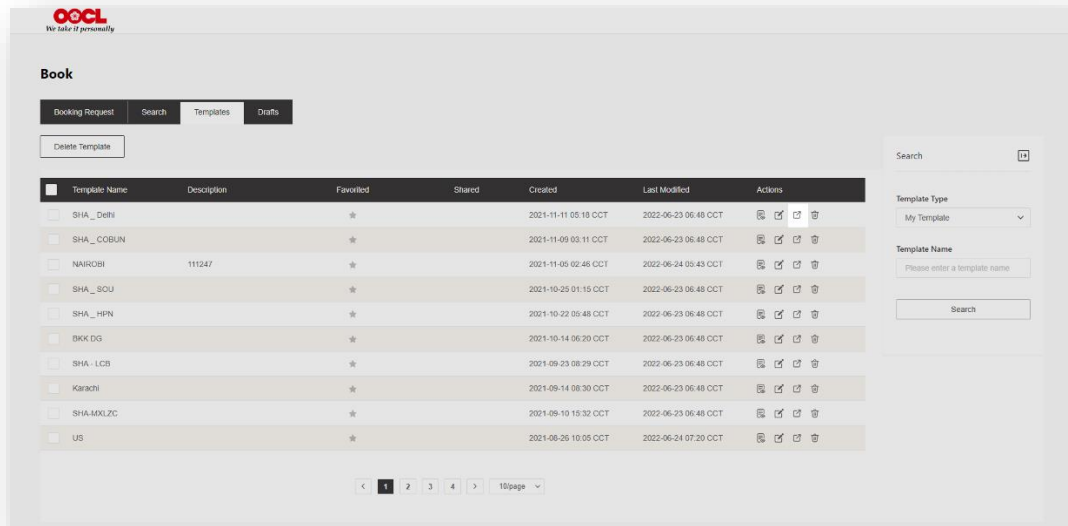 OOCL
We take it personally
Book
Booking Request Search Templates Drafts
Delete Template
Search
Template Name Description Favorited Shared Created Last Modified Actions
SHA _ Delhi 2021-11-11 05:18 CCT 2022-06-23 06:48 CCT
SHA _ COBUN 2021-11-09 03:11 CCT 2022-06-23 06:48 CCT
NAIROBI 111247 2021-11-05 02:46 CCT 2022-06-24 05:43 CCT
SHA _ SOU 2021-10-25 01:15 CCT 2022-06-23 06:48 CCT
SHA _ HPN 2021-10-22 05:48 CCT 2022-06-23 06:48 CCT
BKK DG 2021-10-14 06:20 CCT 2022-06-23 06:48 CCT
SHA - LCB 2021-09-23 08:29 CCT 2022-06-23 06:48 CCT
Karachi 2021-09-14 08:30 CCT 2022-06-23 06:48 CCT
SHA-MXLZC 2021-09-10 15:32 CCT 2022-06-23 06:48 CCT
US 2021-08-26 10:05 CCT 2022-06-24 07:20 CCT
Template Type
My Template
Template Name
Please enter a template name
Search
< 1 2 3 4 > 10/page